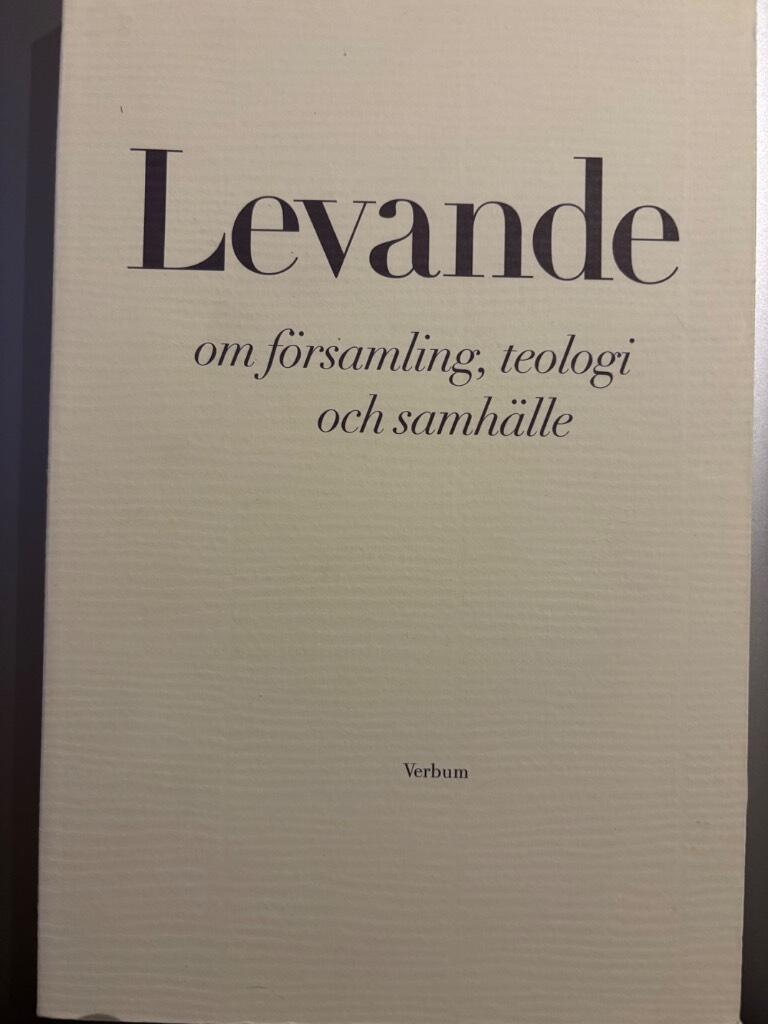 Levande
om församling, teologi
och samhälle
Verbum